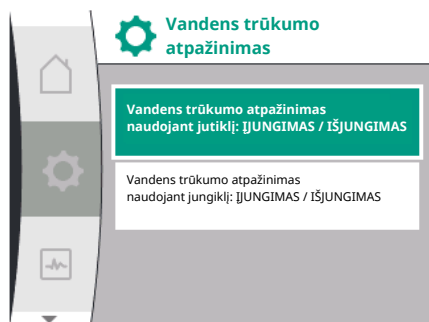 Vandens trūkumo
atpažinimas
Vandens trūkumo atpažinimas
naudojant jutiklį: ĮJUNGIMAS / IŠJUNGIMAS
Vandens trūkumo atpažinimas
naudojant jungiklį: ĮJUNGIMAS / IŠJUNGIMAS